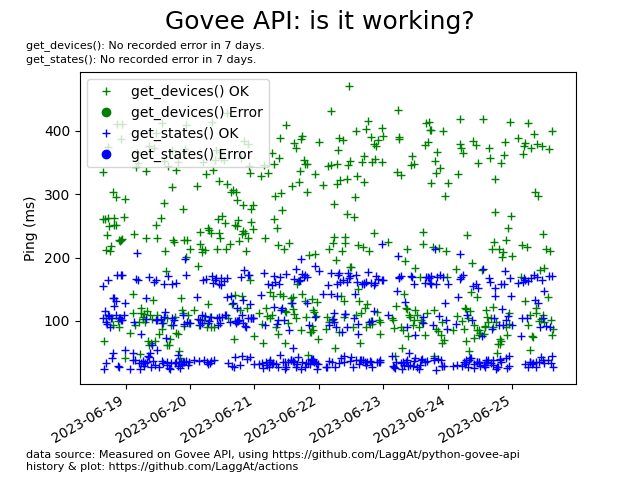 Govee API: is it working?
get_devices(): No recorded error in 7 days.
get_states(): No recorded error in 7 days.
get_devices() OK
get_devices() Error
get_states() OK
get_states() Error
Ping (ms)
400
300
200
100
2023-06-19
2023-06-20
2023-06-21
2023-06-22
2023-06-23
2023-06-24
2023-06-25
data source: Measured on Govee API, using https://github.com/LaggAt/python-govee-api
history & plot: https://github.com/LaggAt/actions